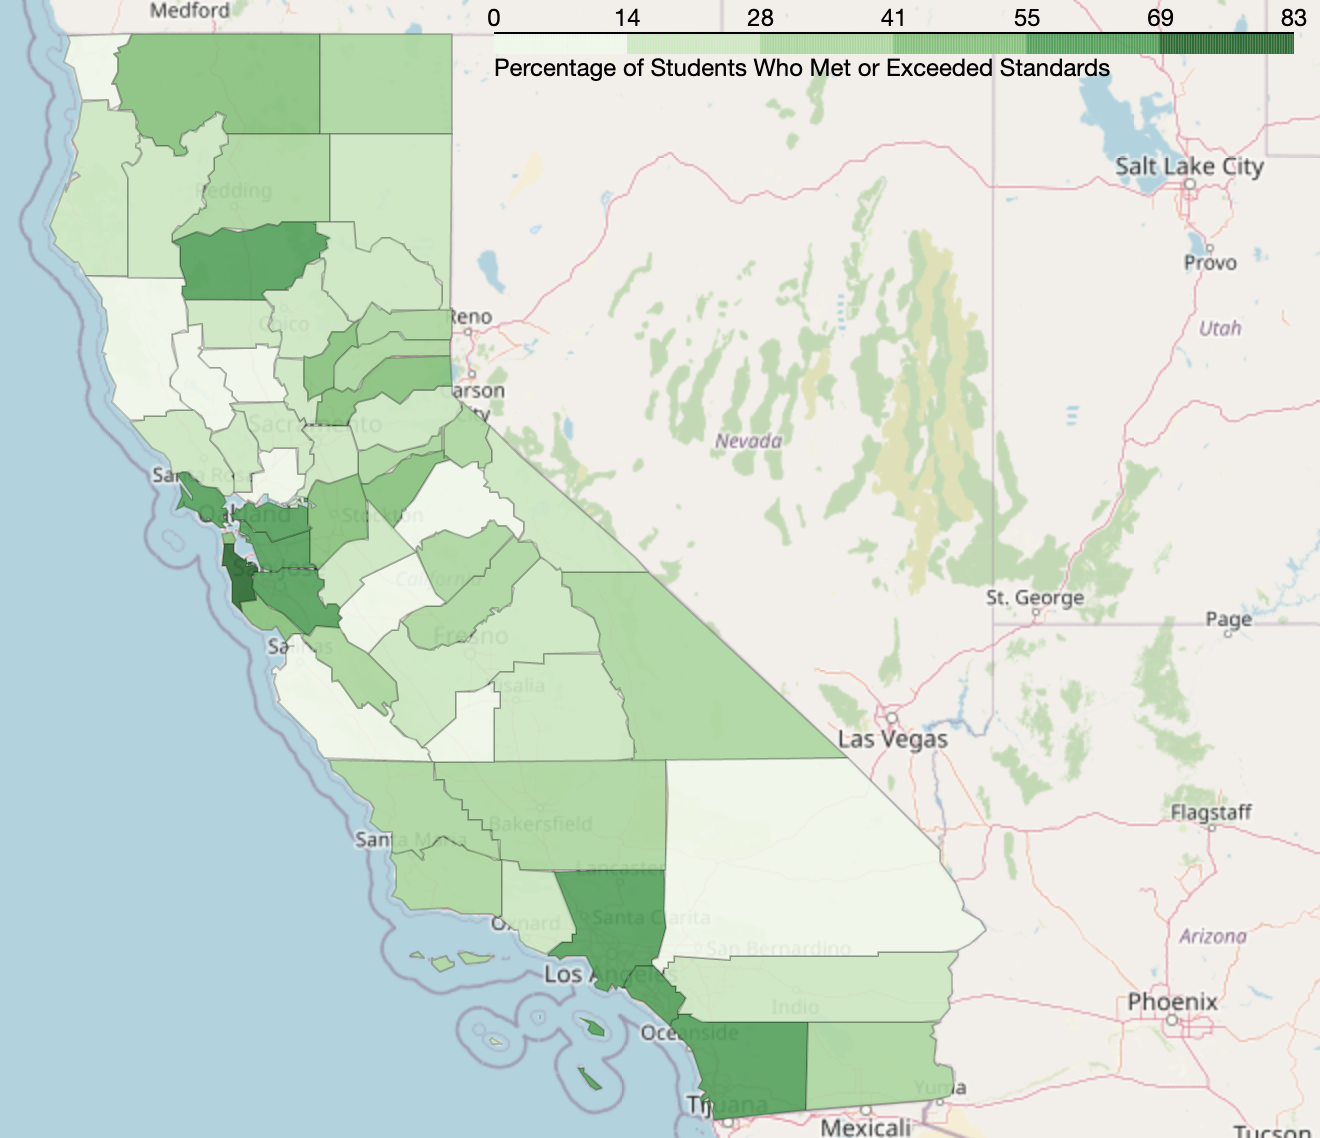 Medford
0 14 28 41 55 69 83
Percentage of Students Who Met or Exceeded Standards
Salt Lake City
Redding
Provo
Reno
Chico
Utah
Carson
City
Sacramento
Nevada
Santa Rosa
Oakland
Stockton
San Jose
California
St. George
Page
Fresno
Salinas
Visalia
Las Vegas
Flagstaff
Bakersfield
Santa Maria
Lancaster
Oxnard
Santa Clarita
Arizona
San Bernardino
Los Angeles
Indio
Phoenix
Oceanside
Yuma
Tijuana
Mexicali
Tucson